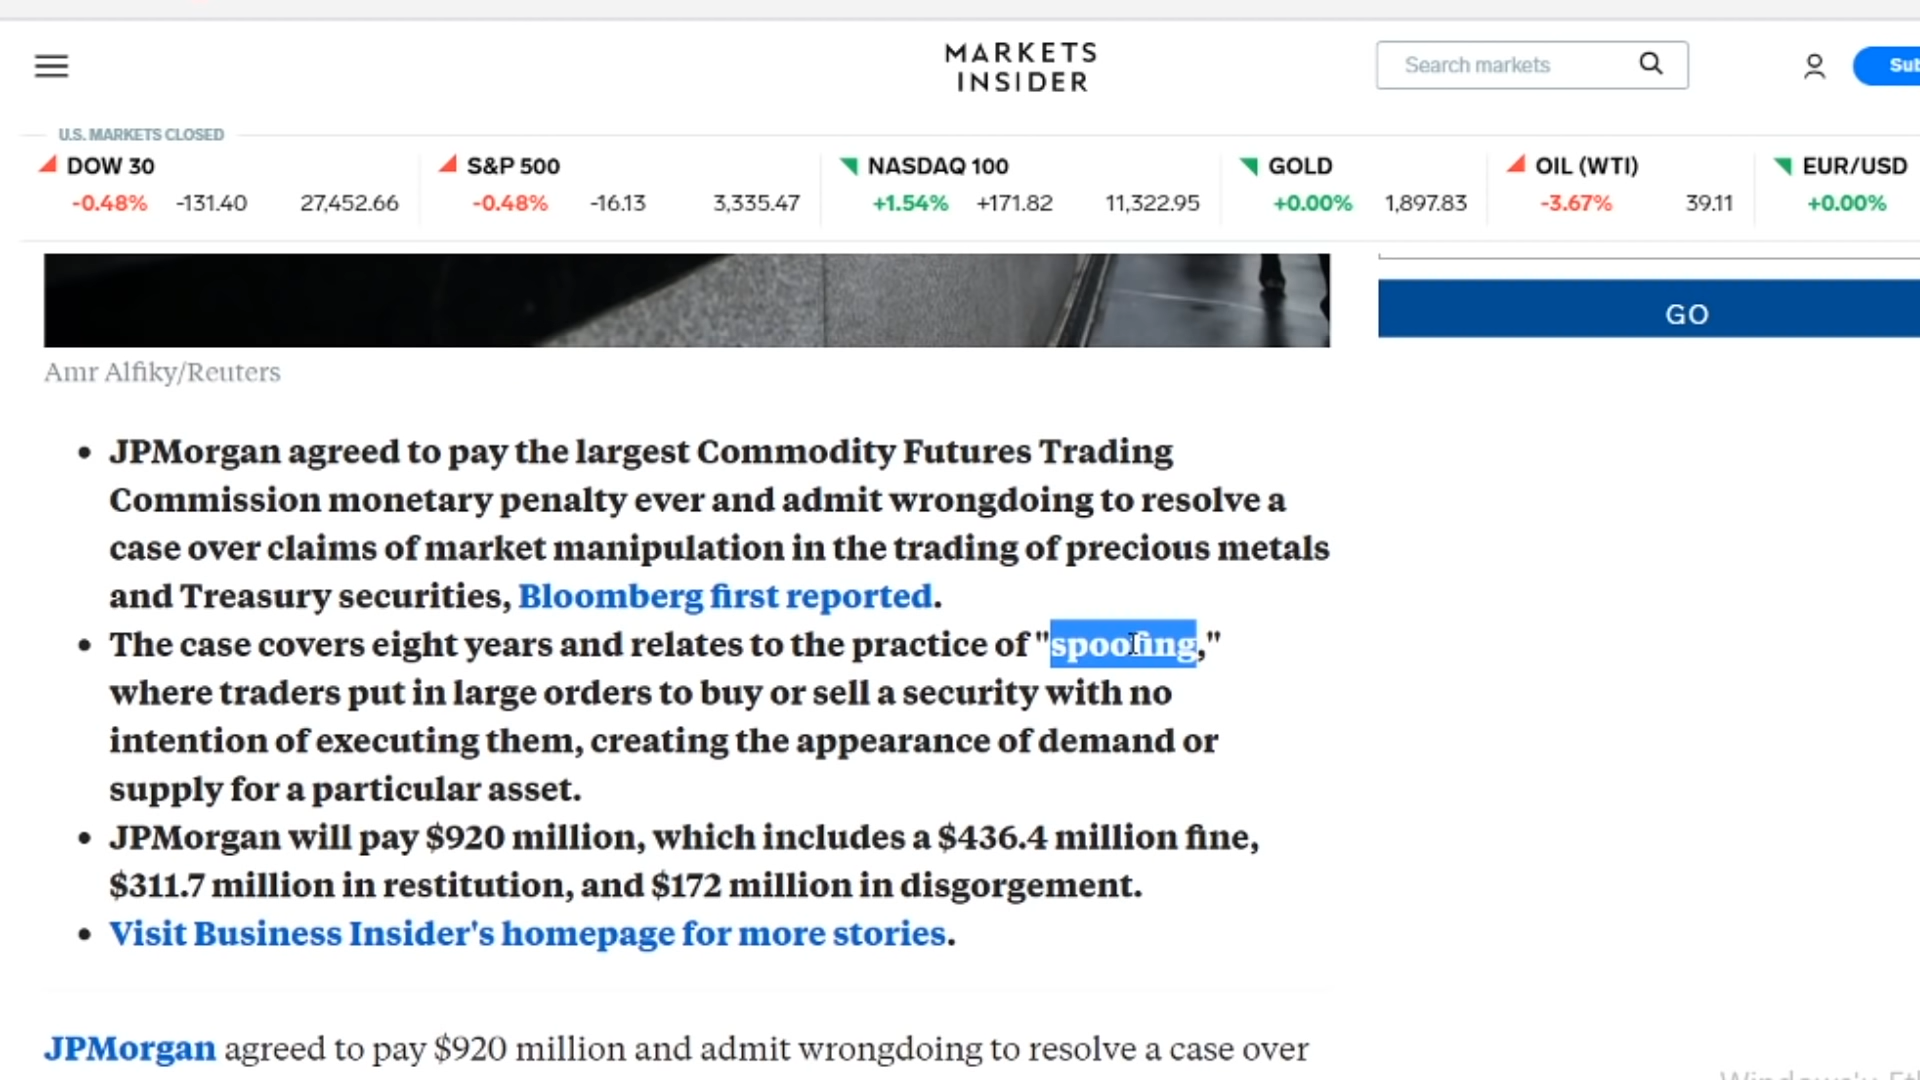 MARKETS
INSIDER
Search markets
U.S. MARKETS CLOSED
DOW 30
-0.48% -131.40 27,452.66
S&P 500
-0.48% -16.13 3,335.47
NASDAQ 100
+1.54% +171.82 11,322.95
GOLD
+0.00% 1,897.83
OIL (WTI)
-3.67% 39.11
EUR/USD
+0.00%
GO
Amr Alfiky/Reuters
• JPMorgan agreed to pay the largest Commodity Futures Trading
Commission monetary penalty ever and admit wrongdoing to resolve a
case over claims of market manipulation in the trading of precious metals
and Treasury securities, Bloomberg first reported.
• The case covers eight years and relates to the practice of "spoofing,"
where traders put in large orders to buy or sell a security with no
intention of executing them, creating the appearance of demand or
supply for a particular asset.
• JPMorgan will pay $920 million, which includes a $436.4 million fine,
$311.7 million in restitution, and $172 million in disgorgement.
• Visit Business Insider's homepage for more stories.
JPMorgan agreed to pay $920 million and admit wrongdoing to resolve a case over